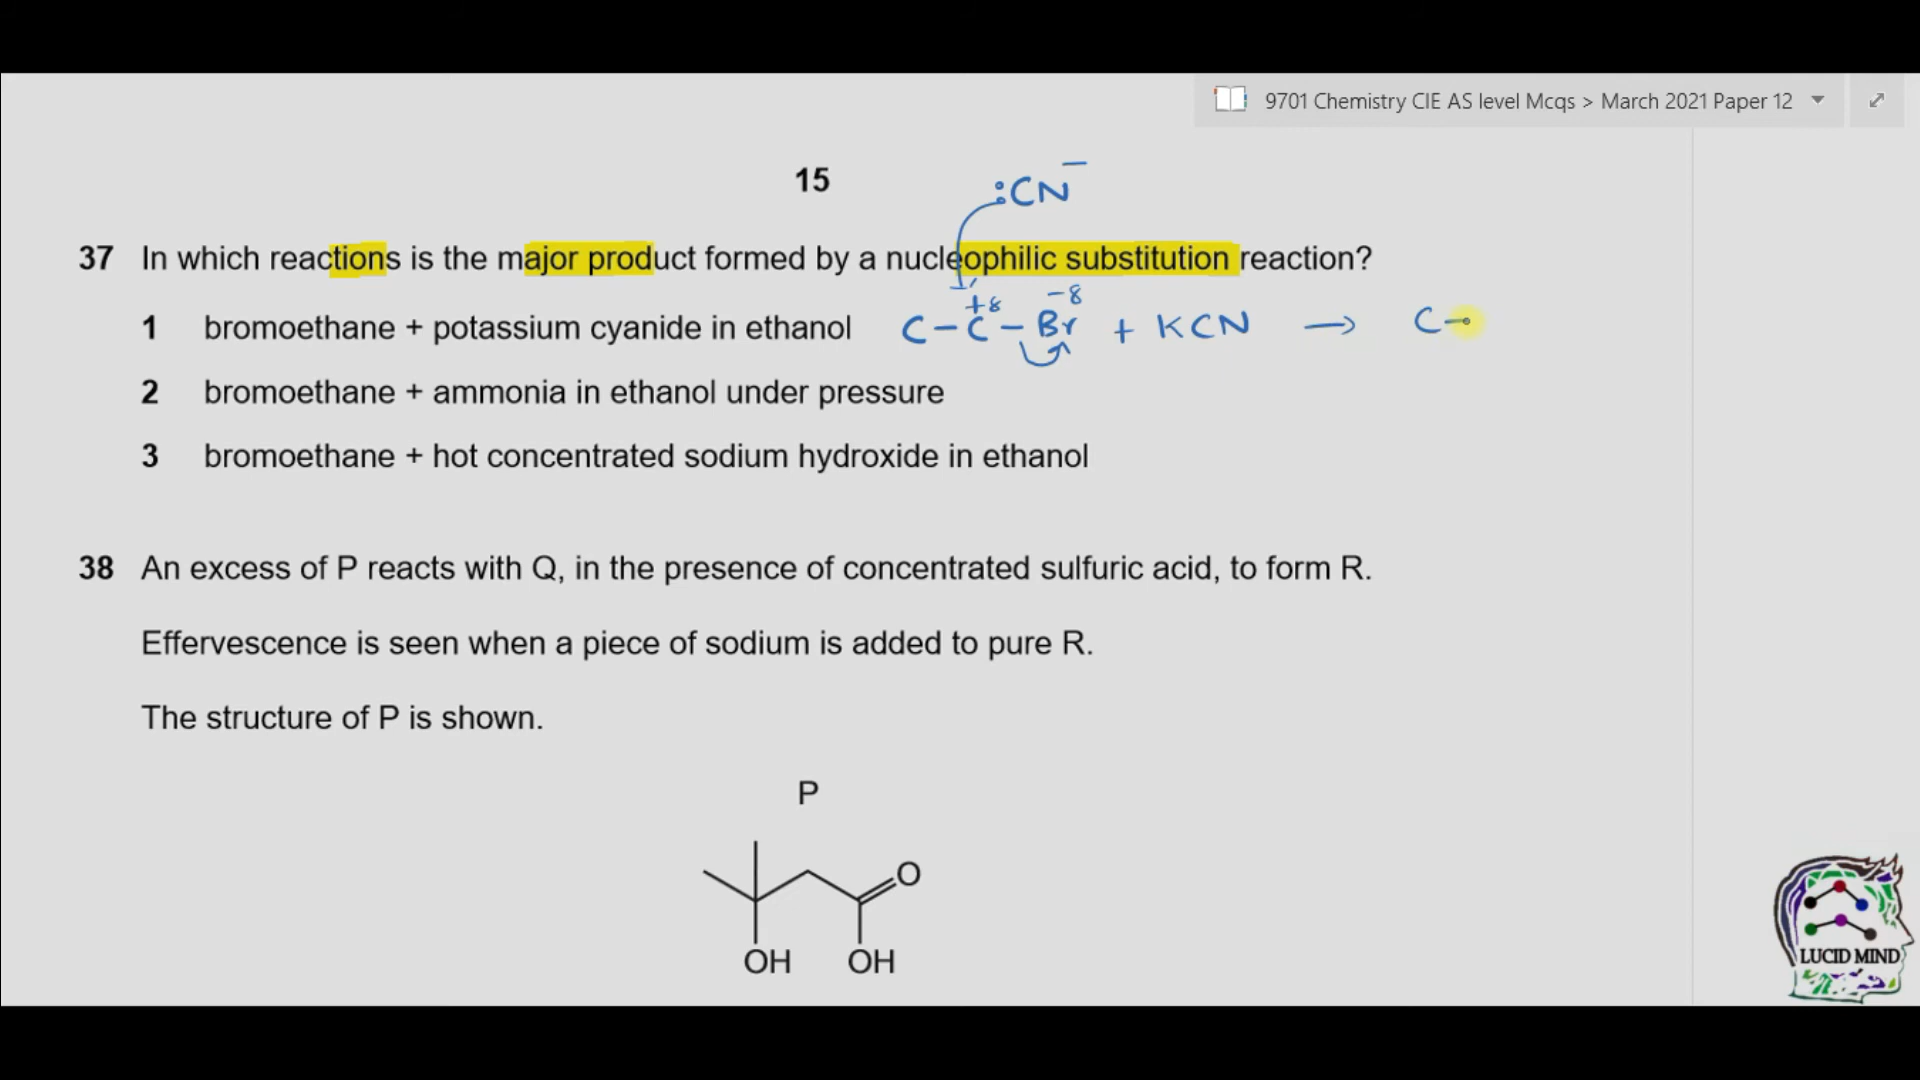 9701 Chemistry CIE AS level Mcqs > March 2021 Paper 12
15
:CN−
37 In which reactions is the major product formed by a nucleophilic substitution reaction?
+δ −δ
1 bromoethane + potassium cyanide in ethanol C–C–Br + KCN → C–
2 bromoethane + ammonia in ethanol under pressure
3 bromoethane + hot concentrated sodium hydroxide in ethanol
38 An excess of P reacts with Q, in the presence of concentrated sulfuric acid, to form R.
Effervescence is seen when a piece of sodium is added to pure R.
The structure of P is shown.
P
O
OH OH
LUCID MIND